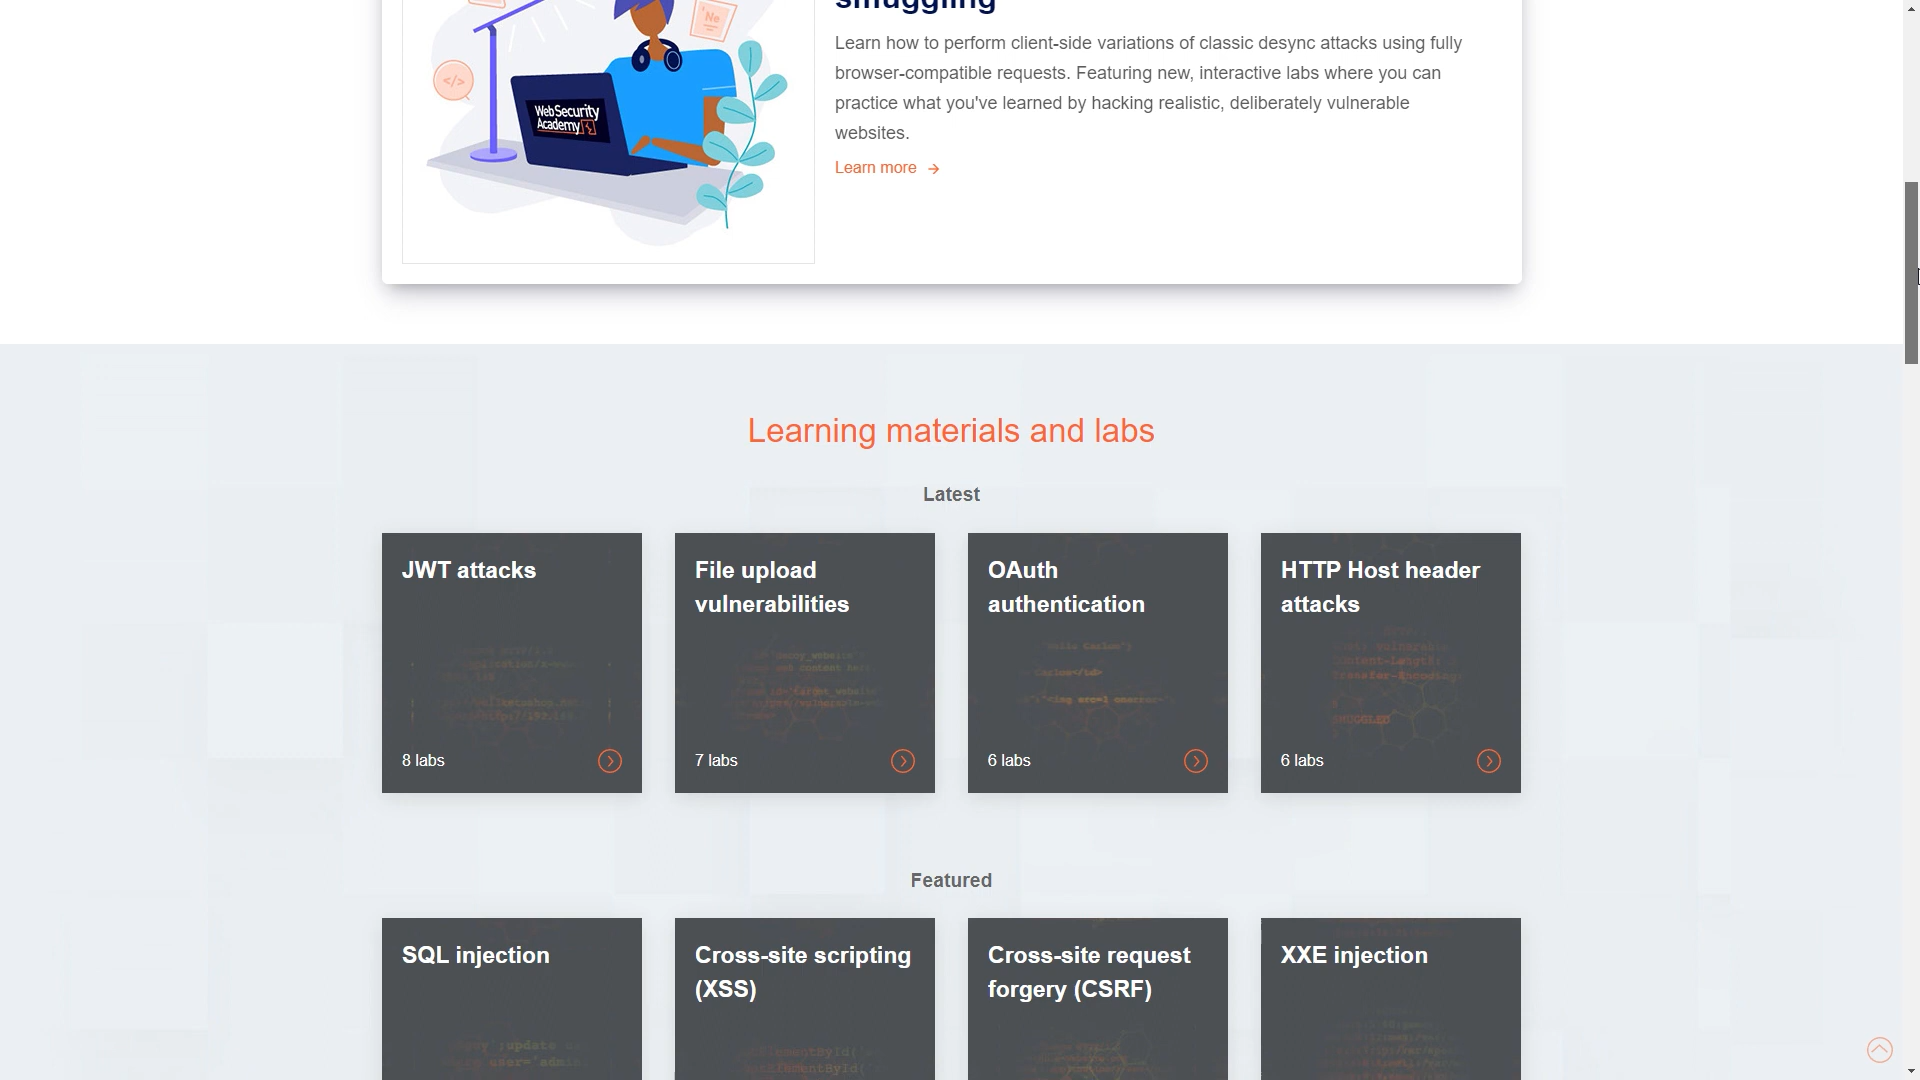 smuggling
Learn how to perform client-side variations of classic desync attacks using fully
browser-compatible requests. Featuring new, interactive labs where you can
practice what you've learned by hacking realistic, deliberately vulnerable
websites.
Learn more
Ne
</>
WebSecurity
Academy
Learning materials and labs
Latest
JWT attacks
8 labs
File upload
vulnerabilities
7 labs
OAuth
authentication
6 labs
HTTP Host header
attacks
6 labs
Featured
SQL injection
Cross-site scripting
(XSS)
Cross-site request
forgery (CSRF)
XXE injection